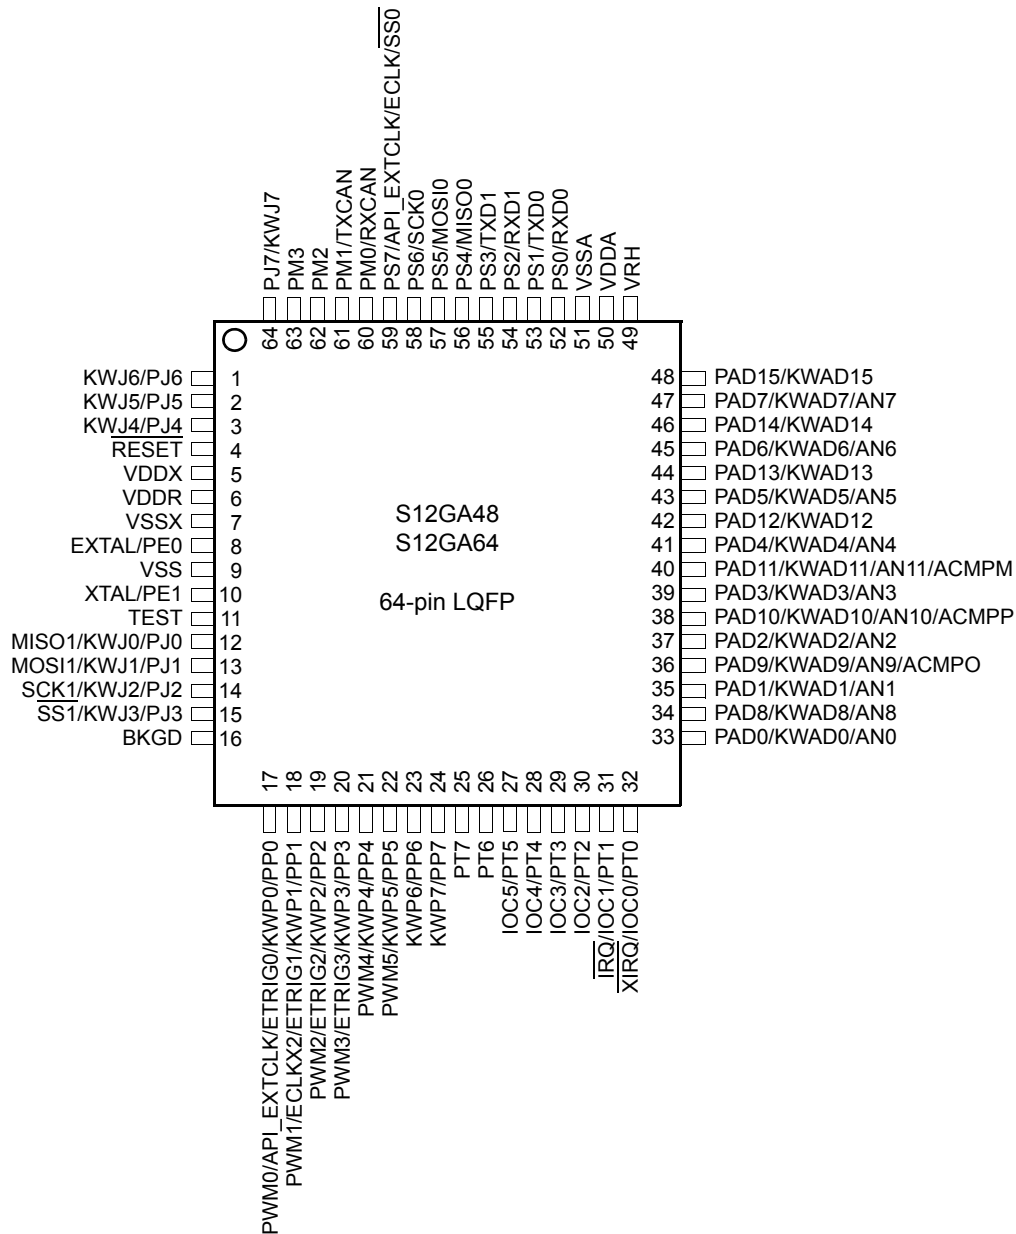 PJ7/KWJ7
PM3
PM2
PM1/TXCAN
PM0/RXCAN
PS7/API_EXTCLK/ECLK/SS0
PS6/SCK0
PS5/MOSI0
PS4/MISO0
PS3/TXD1
PS2/RXD1
PS1/TXD0
PS0/RXD0
VSSA
VDDA
VRH
64
63
62
61
60
59
58
57
56
55
54
53
52
51
50
49
KWJ6/PJ6 1
KWJ5/PJ5 2
KWJ4/PJ4 3
RESET 4
VDDX 5
VDDR 6
VSSX 7
EXTAL/PE0 8
VSS 9
XTAL/PE1 10
TEST 11
MISO1/KWJ0/PJ0 12
MOSI1/KWJ1/PJ1 13
SCK1/KWJ2/PJ2 14
SS1/KWJ3/PJ3 15
BKGD 16
S12GA48
S12GA64
64-pin LQFP
48 PAD15/KWAD15
47 PAD7/KWAD7/AN7
46 PAD14/KWAD14
45 PAD6/KWAD6/AN6
44 PAD13/KWAD13
43 PAD5/KWAD5/AN5
42 PAD12/KWAD12
41 PAD4/KWAD4/AN4
40 PAD11/KWAD11/AN11/ACMPM
39 PAD3/KWAD3/AN3
38 PAD10/KWAD10/AN10/ACMPP
37 PAD2/KWAD2/AN2
36 PAD9/KWAD9/AN9/ACMPO
35 PAD1/KWAD1/AN1
34 PAD8/KWAD8/AN8
33 PAD0/KWAD0/AN0
17
18
19
20
21
22
23
24
25
26
27
28
29
30
31
32
PWM0/API_EXTCLK/ETRIG0/KWP0/PP0
PWM1/ECLKX2/ETRIG1/KWP1/PP1
PWM2/ETRIG2/KWP2/PP2
PWM3/ETRIG3/KWP3/PP3
PWM4/KWP4/PP4
PWM5/KWP5/PP5
KWP6/PP6
KWP7/PP7
PT7
PT6
IOC5/PT5
IOC4/PT4
IOC3/PT3
IOC2/PT2
IRQ/IOC1/PT1
XIRQ/IOC0/PT0